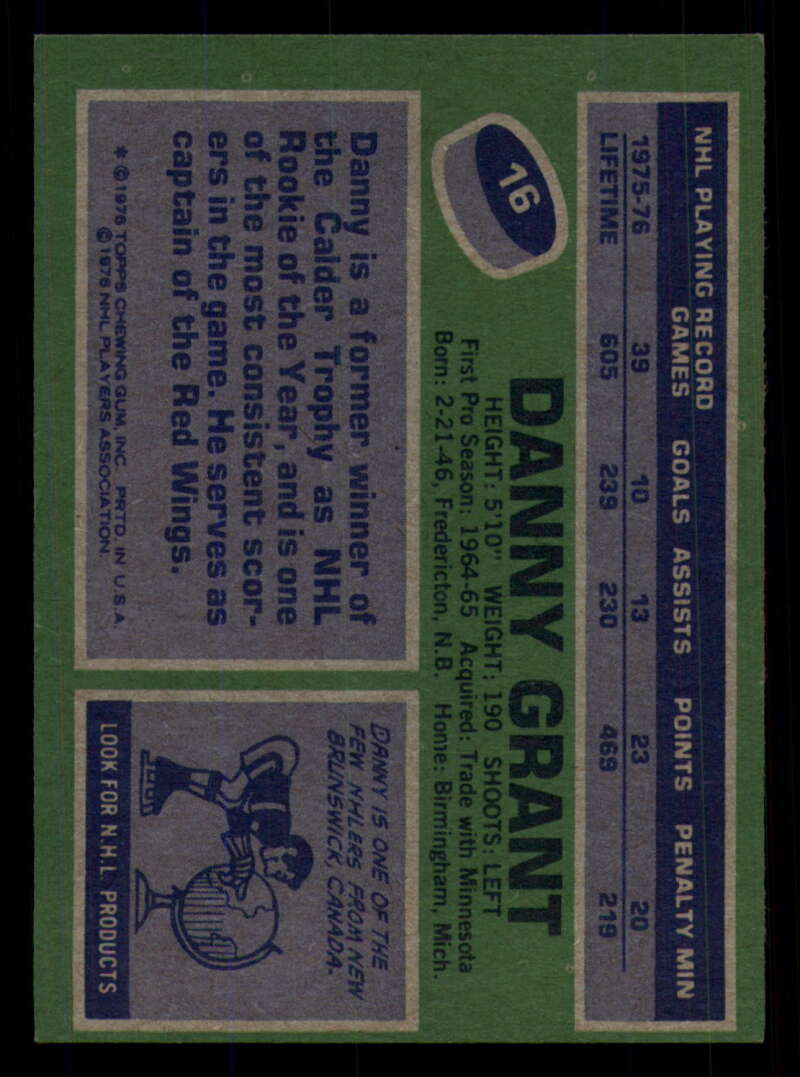 NHL PLAYING RECORD
GAMES GOALS ASSISTS POINTS PENALTY MIN
1975-76 39 10 13 23 20
LIFETIME 605 239 230 469 219
16
DANNY GRANT
HEIGHT: 5'10" WEIGHT: 190 SHOOTS: LEFT
First Pro Season: 1964-65 Acquired: Trade with Minnesota
Born: 2-21-46, Fredericton, N.B. Home: Birmingham, Mich.
Danny is a former winner of
the Calder Trophy as NHL
Rookie of the Year, and is one
of the most consistent scor-
ers in the game. He serves as
captain of the Red Wings.
* ©1976 TOPPS CHEWING GUM, INC. PRTD. IN U.S.A.
©1976 NHL PLAYERS ASSOCIATION.
DANNY IS ONE OF THE
FEW NHLERS FROM NEW
BRUNSWICK, CANADA.
LOOK FOR N.H.L. PRODUCTS